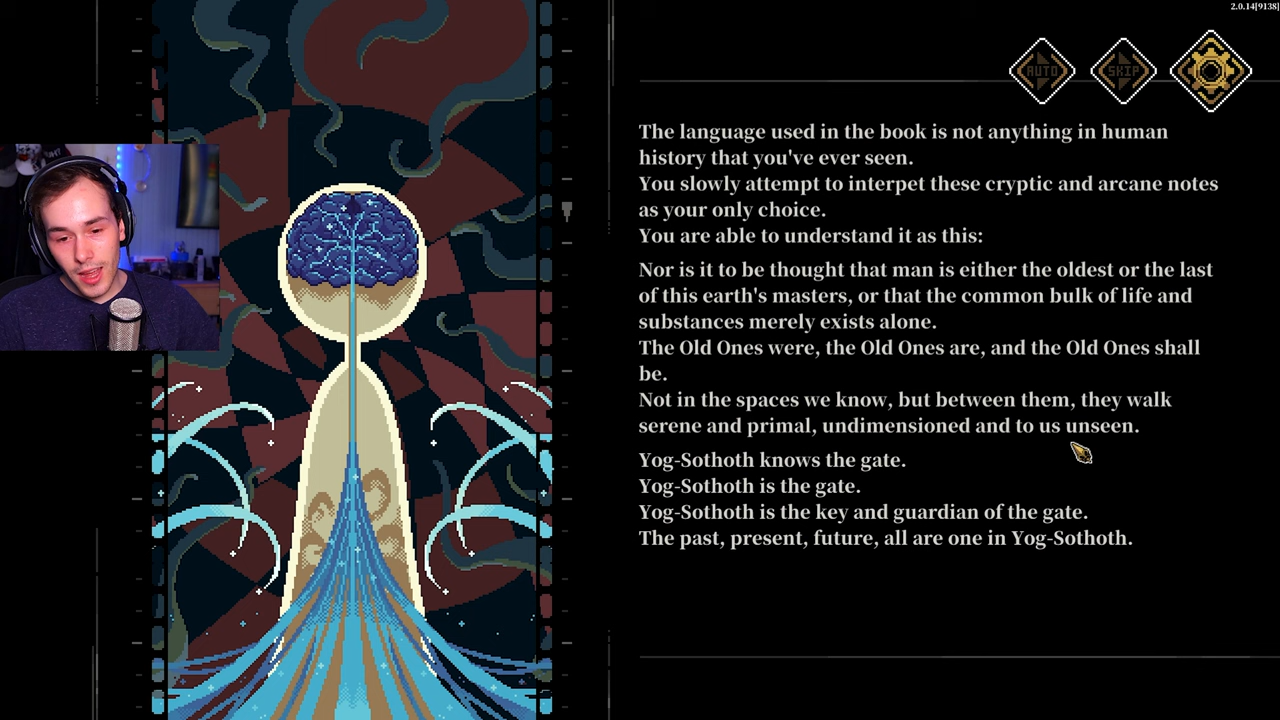 2.0.14[9138]
AUTO
SKIP
The language used in the book is not anything in human
history that you've ever seen.
You slowly attempt to interpet these cryptic and arcane notes
as your only choice.
You are able to understand it as this:
Nor is it to be thought that man is either the oldest or the last
of this earth's masters, or that the common bulk of life and
substances merely exists alone.
The Old Ones were, the Old Ones are, and the Old Ones shall
be.
Not in the spaces we know, but between them, they walk
serene and primal, undimensioned and to us unseen.
Yog-Sothoth knows the gate.
Yog-Sothoth is the gate.
Yog-Sothoth is the key and guardian of the gate.
The past, present, future, all are one in Yog-Sothoth.